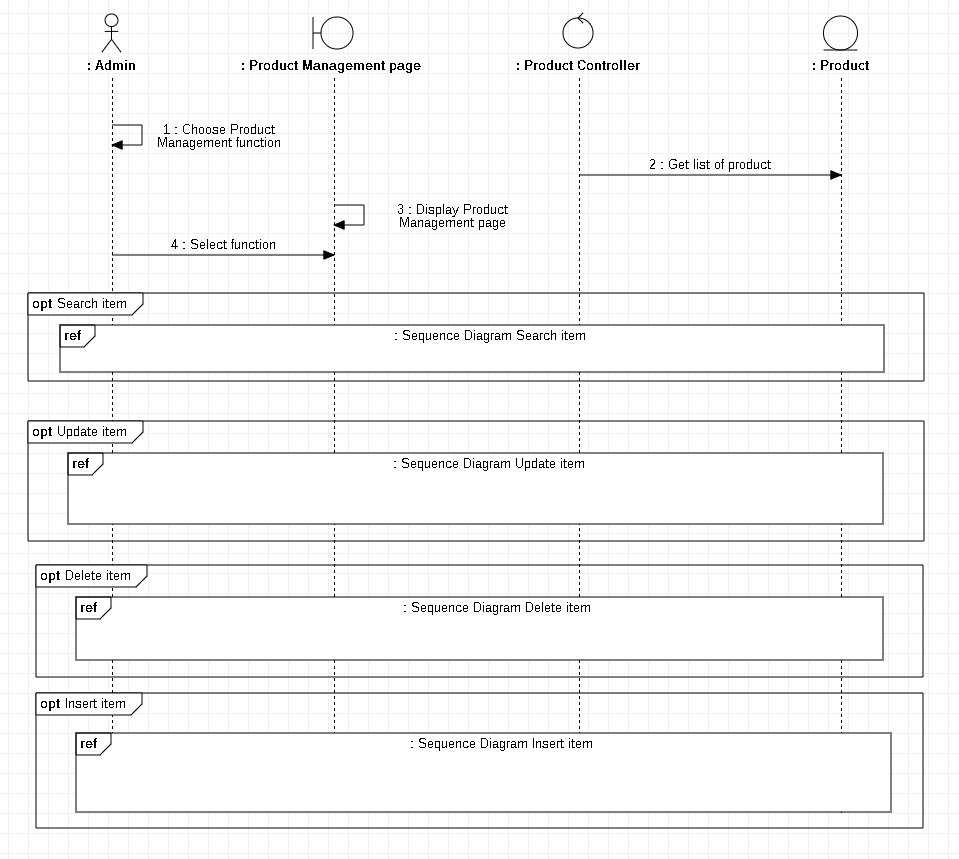 : Admin
: Product Management page
: Product Controller
: Product
1 : Choose Product
Management function
2 : Get list of product
3 : Display Product
Management page
4 : Select function
opt Search item
ref
: Sequence Diagram Search item
opt Update item
ref
: Sequence Diagram Update item
opt Delete item
ref
: Sequence Diagram Delete item
opt Insert item
ref
: Sequence Diagram Insert item